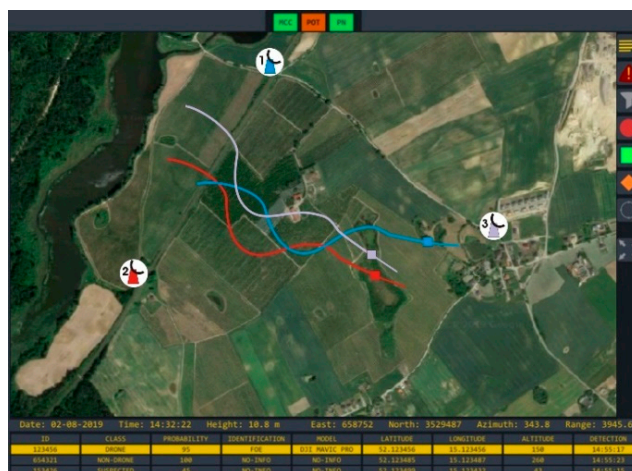 MCC POT PN
1
3
2
Date: 02-08-2019 Time: 14:32:22 Height: 10.8 m East: 658752 North: 3529487 Azimuth: 343.8 Range: 3945.6
ID CLASS PROBABILITY IDENTIFICATION MODEL LATITUDE LONGITUDE ALTITUDE DETECTION
123456 DRONE 95 FOE DJI MAVIC PRO 52.123456 15.123456 150 14:55:17
654321 NON-DRONE 100 NO-INFO NO-INFO 52.123485 15.123487 260 14:55:23